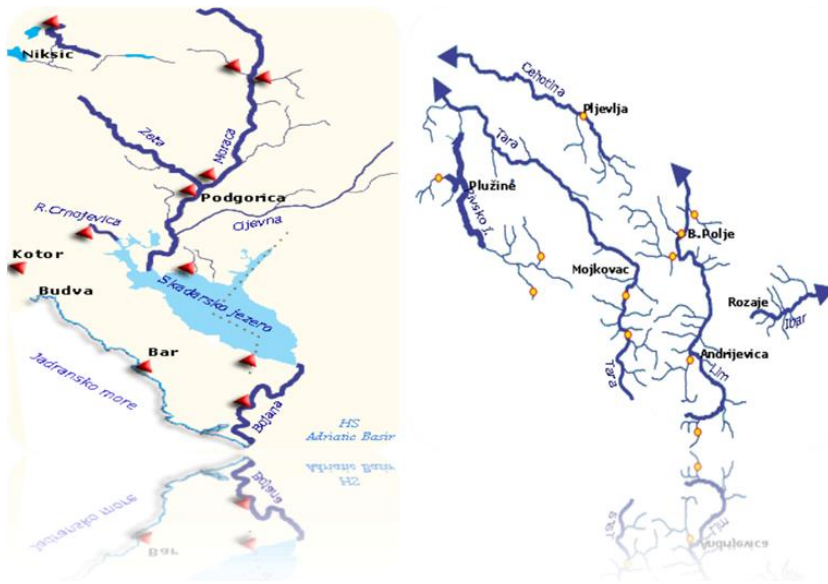 Niksic
Zeta
Moraca
Podgorica
R.Crnojevica
Cijevna
Kotor
Budva
Skadarsko jezero
Bar
Jadransko more
Bojana
HS
Adriatic Basir
Cehotina
Pljevlja
Tara
Plužine
Pivsko J.
B.Polje
Mojkovac
Rozaje
Ibar
Andrijevica
Lim
Tara